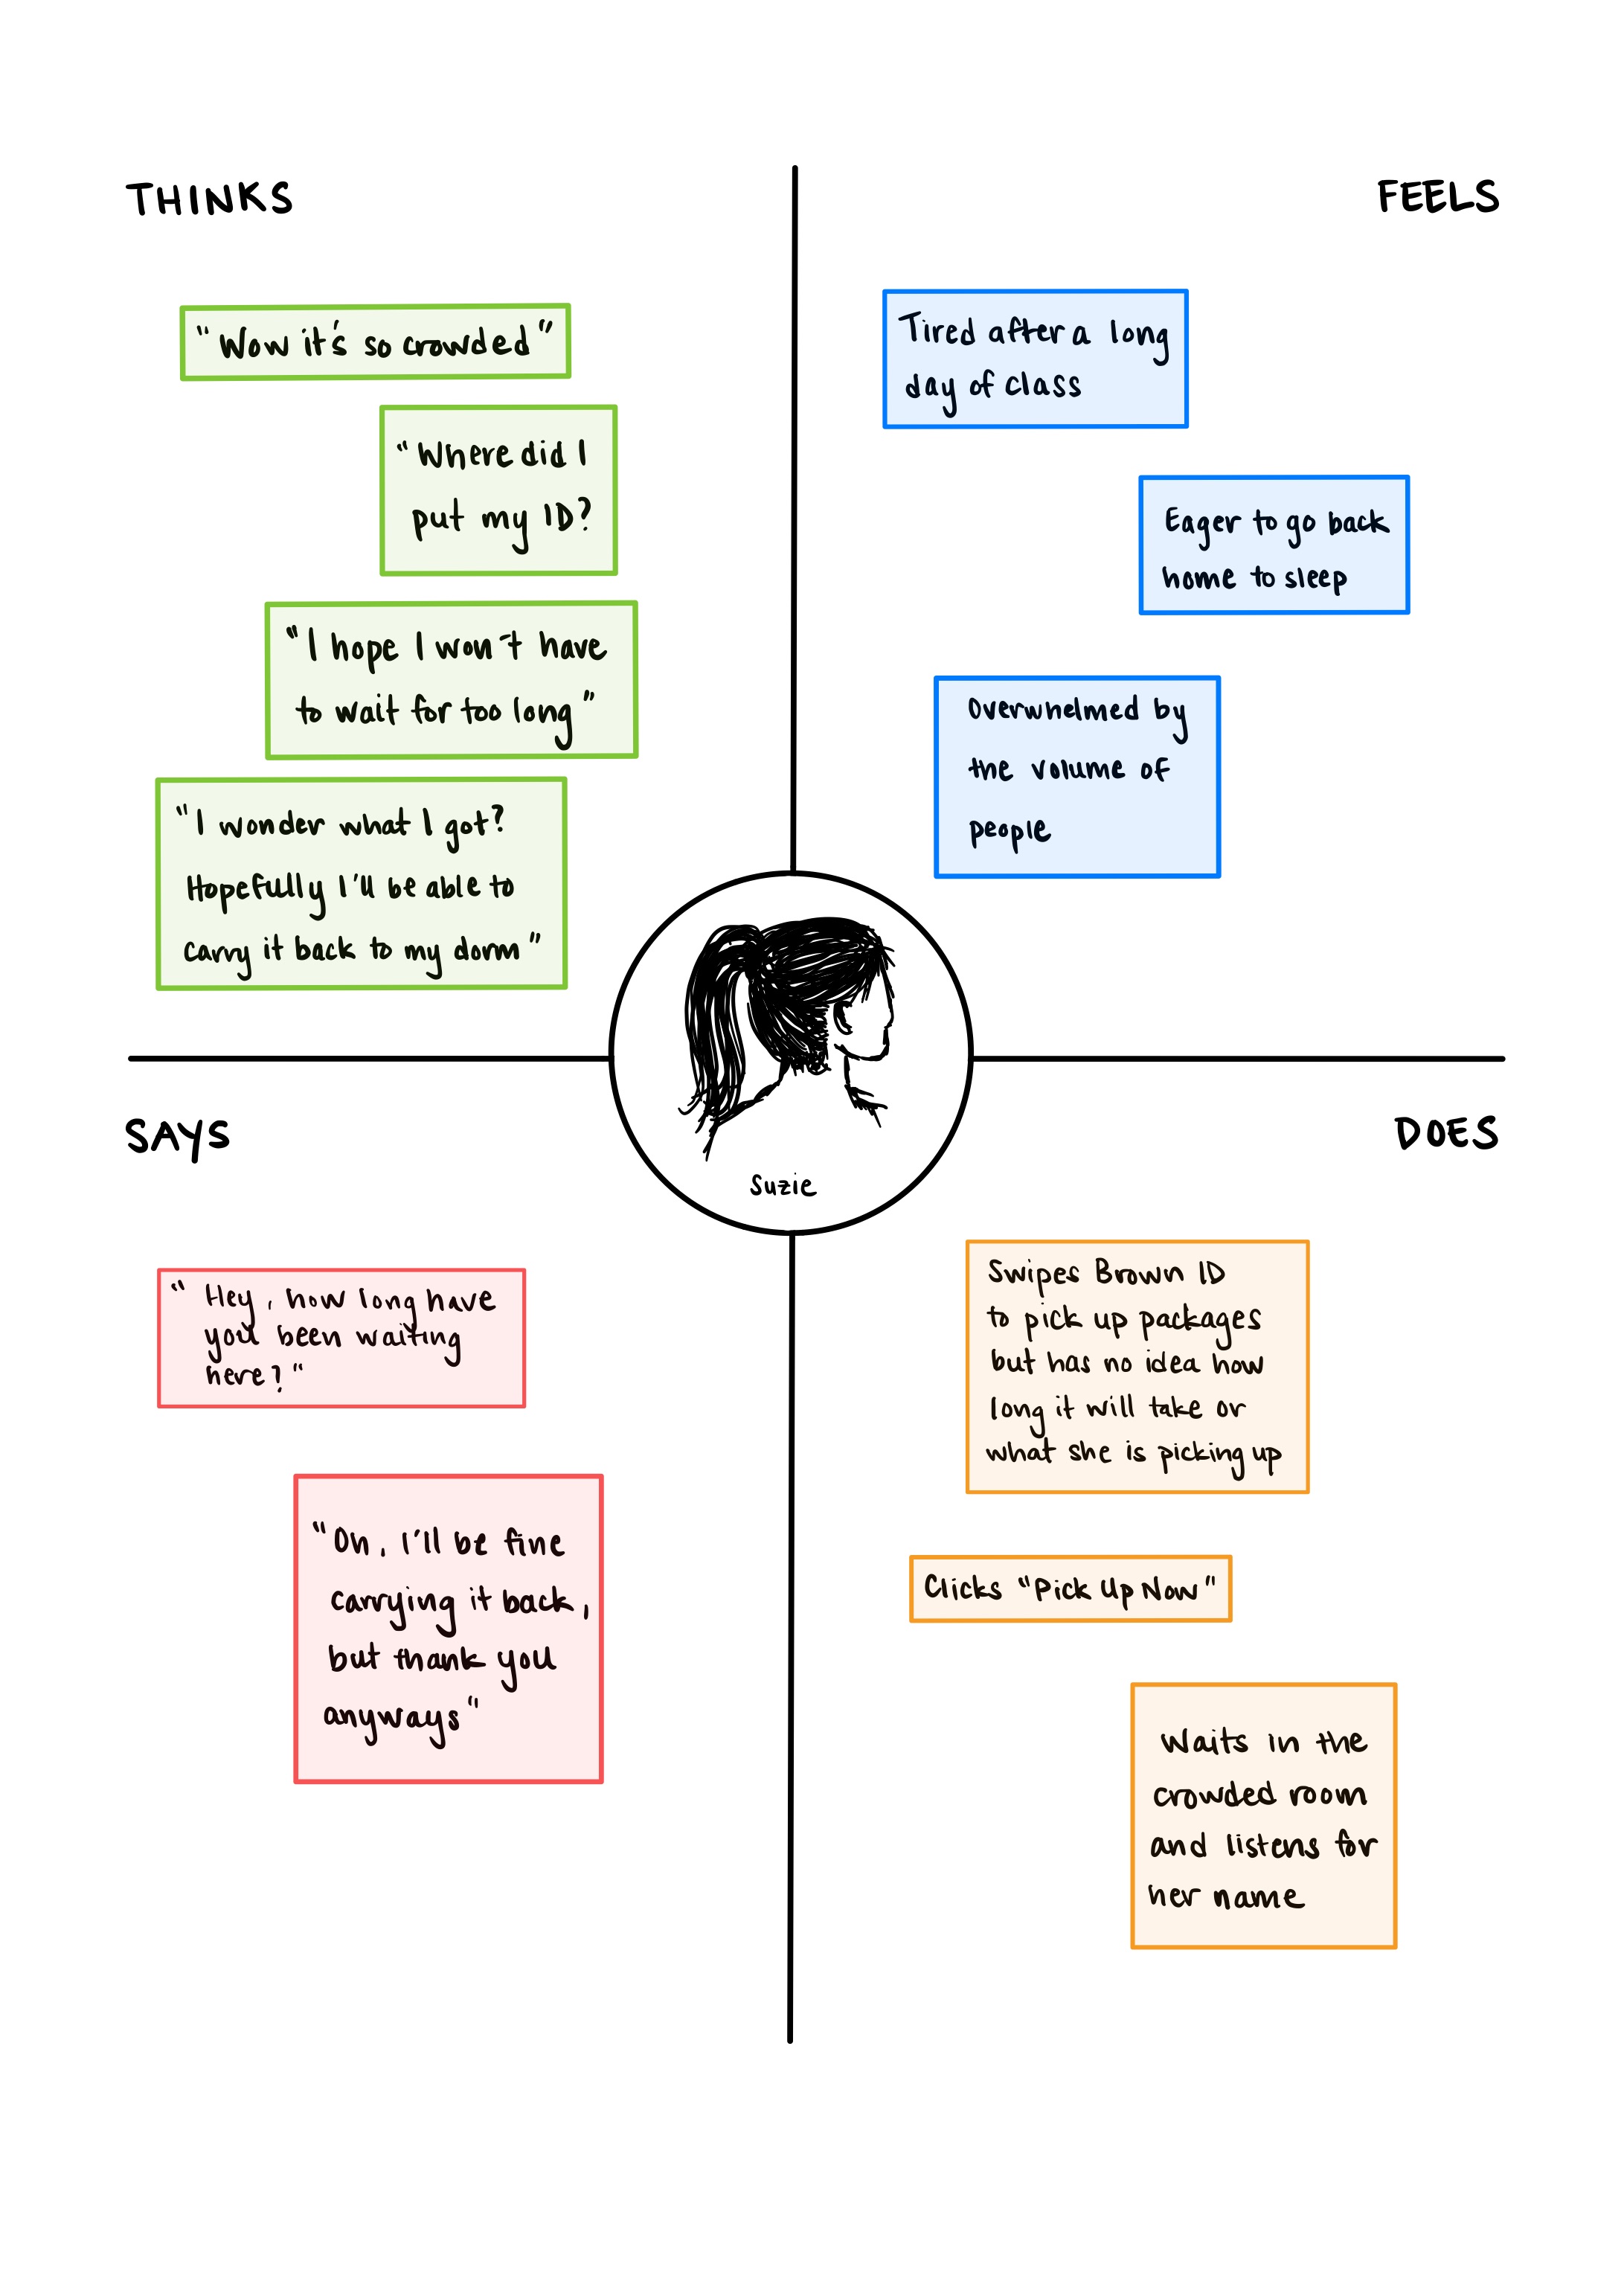 THINKS
"Wow it's so crowded"
"Where did I
put my ID?
"I hope I won't have
to wait for too long"
"I wonder what I got?
Hopefully I'll be able to
carry it back to my dorm"
FEELS
Tired after a long
day of class
Eager to go back
home to sleep
Overwhelmed by
the volume of
people
Suzie
SAYS
"Hey, how long have
you been waiting
here?"
"Oh, I'll be fine
carrying it back,
but thank you
anyways"
DOES
Swipes Brown ID
to pick up packages
but has no idea how
long it will take or
what she is picking up
Clicks "Pick Up Now"
Waits in the
crowded room
and listens for
her name